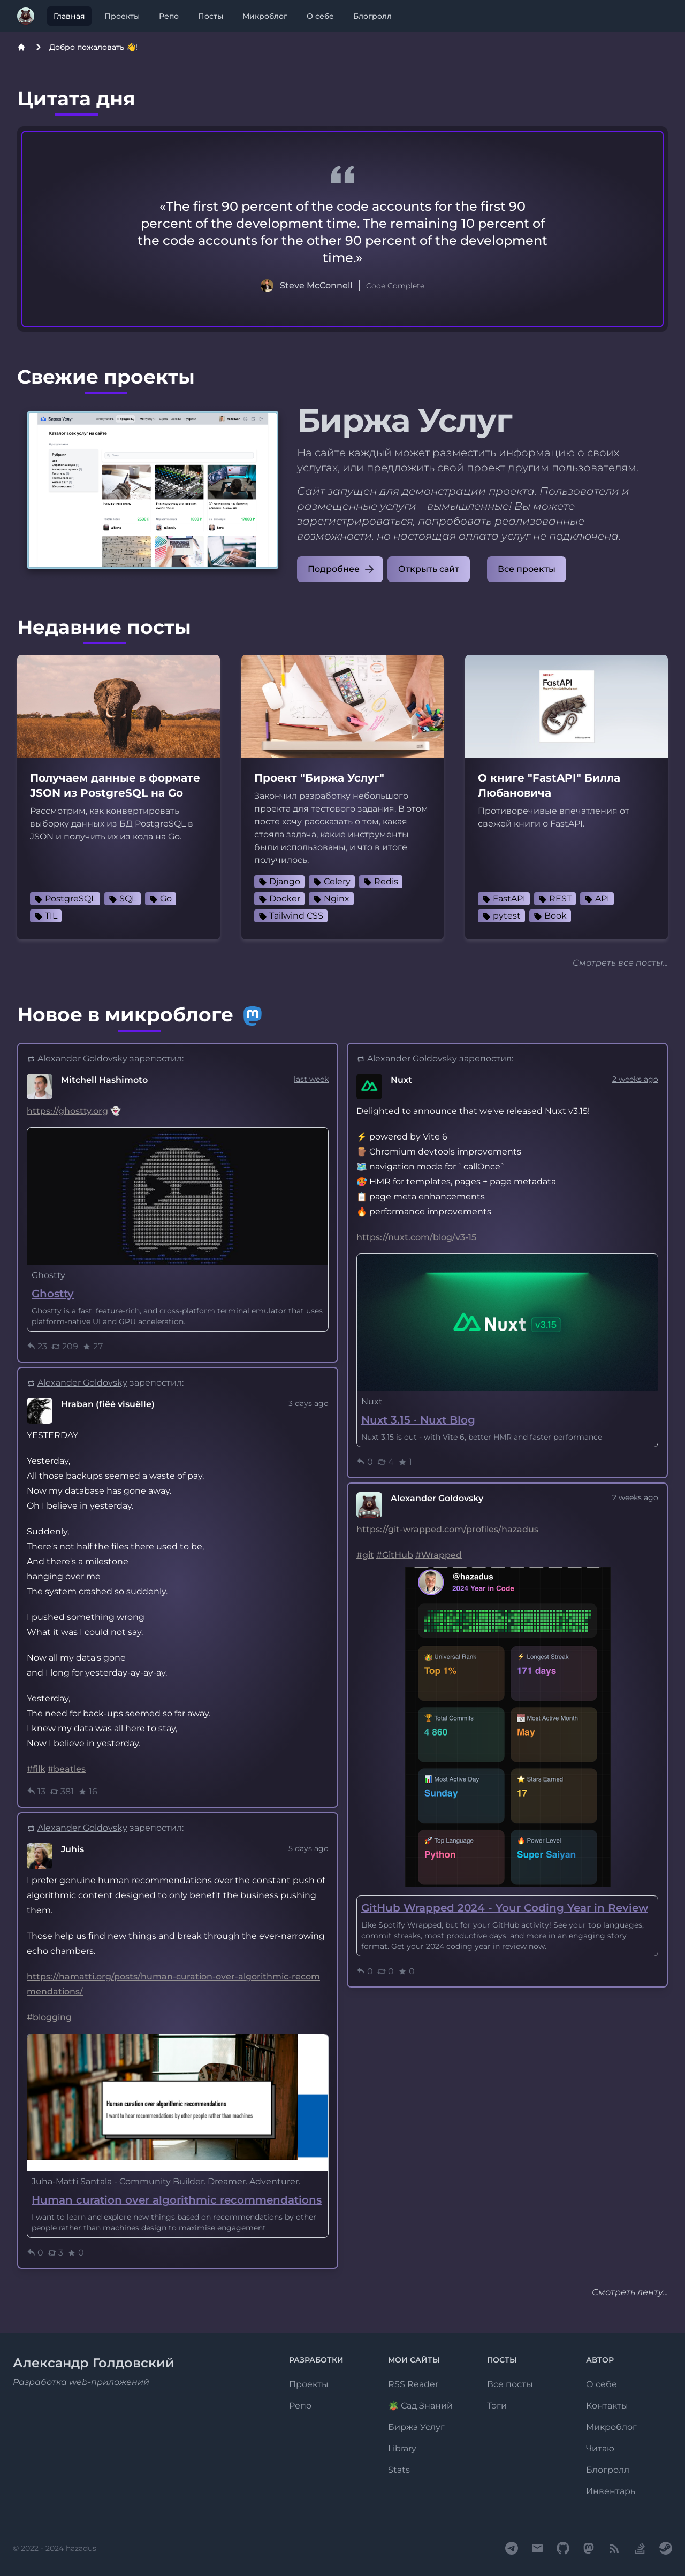 Главная Проекты Репо Посты Микроблог О себе Блогролл
Добро пожаловать 👋!
Цитата дня
«The first 90 percent of the code accounts for the first 90
percent of the development time. The remaining 10 percent of
the code accounts for the other 90 percent of the development
time.»
Steve McConnell Code Complete
Свежие проекты
Биржа Услуг
Каталог всех услуг на сайте
Биржа Услуг
На сайте каждый может разместить информацию о своих
услугах, или предложить свой проект другим пользователям.
Сайт запущен для демонстрации проекта. Пользователи и
размещенные услуги – вымышленные! Вы можете
зарегистрироваться, попробовать реализованные
возможности, но настоящая оплата услуг не подключена.
Подробнее → Открыть сайт Все проекты
Недавние посты
Получаем данные в формате
JSON из PostgreSQL на Go
Рассмотрим, как конвертировать
выборку данных из БД PostgreSQL в
JSON и получить их из кода на Go.
PostgreSQL SQL Go
TIL
Проект "Биржа Услуг"
Закончил разработку небольшого
проекта для тестового задания. В этом
посте хочу рассказать о том, какая
стояла задача, какие инструменты
были использованы, и что в итоге
получилось.
Django Celery Redis
Docker Nginx
Tailwind CSS
FastAPI
О книге "FastAPI" Билла
Любановича
Противоречивые впечатления от
свежей книги о FastAPI.
FastAPI REST API
pytest Book
Смотреть все посты...
Новое в микроблоге
Alexander Goldovsky зарепостил:
Mitchell Hashimoto last week
https://ghostty.org 👻
Ghostty
Ghostty
Ghostty is a fast, feature-rich, and cross-platform terminal emulator that uses
platform-native UI and GPU acceleration.
23 209 27
Alexander Goldovsky зарепостил:
Hraban (fiëé visuëlle) 3 days ago
YESTERDAY
Yesterday,
All those backups seemed a waste of pay.
Now my database has gone away.
Oh I believe in yesterday.
Suddenly,
There's not half the files there used to be,
And there's a milestone
hanging over me
The system crashed so suddenly.
I pushed something wrong
What it was I could not say.
Now all my data's gone
and I long for yesterday-ay-ay-ay.
Yesterday,
The need for back-ups seemed so far away.
I knew my data was all here to stay,
Now I believe in yesterday.
#filk #beatles
13 381 16
Alexander Goldovsky зарепостил:
Juhis 5 days ago
I prefer genuine human recommendations over the constant push of
algorithmic content designed to only benefit the business pushing
them.
Those help us find new things and break through the ever-narrowing
echo chambers.
https://hamatti.org/posts/human-curation-over-algorithmic-recom
mendations/
#blogging
Human curation over algorithmic recommendations
I want to hear recommendations by other people rather than machines
Juha-Matti Santala - Community Builder. Dreamer. Adventurer.
Human curation over algorithmic recommendations
I want to learn and explore new things based on recommendations by other
people rather than machines design to maximise engagement.
0 3 0
Alexander Goldovsky зарепостил:
Nuxt 2 weeks ago
Delighted to announce that we've released Nuxt v3.15!
⚡ powered by Vite 6
🪵 Chromium devtools improvements
🗺️ navigation mode for `callOnce`
🥵 HMR for templates, pages + page metadata
📋 page meta enhancements
🔥 performance improvements
https://nuxt.com/blog/v3-15
Nuxt v3.15
Nuxt
Nuxt 3.15 · Nuxt Blog
Nuxt 3.15 is out - with Vite 6, better HMR and faster performance
0 4 1
Alexander Goldovsky 2 weeks ago
https://git-wrapped.com/profiles/hazadus
#git #GitHub #Wrapped
@hazadus
2024 Year in Code
Universal Rank
Top 1%
⚡ Longest Streak
171 days
🏆 Total Commits
4 860
📅 Most Active Month
May
📊 Most Active Day
Sunday
⭐ Stars Earned
17
🚀 Top Language
Python
🔥 Power Level
Super Saiyan
GitHub Wrapped 2024 - Your Coding Year in Review
Like Spotify Wrapped, but for your GitHub activity! See your top languages,
commit streaks, most productive days, and more in an engaging story
format. Get your 2024 coding year in review now.
0 0 0
Смотреть ленту...
Александр Голдовский
Разработка web-приложений
РАЗРАБОТКИ
Проекты
Репо
МОИ САЙТЫ
RSS Reader
🪴 Сад Знаний
Биржа Услуг
Library
Stats
ПОСТЫ
Все посты
Тэги
АВТОР
О себе
Контакты
Микроблог
Читаю
Блогролл
Инвентарь
© 2022 - 2024 hazadus